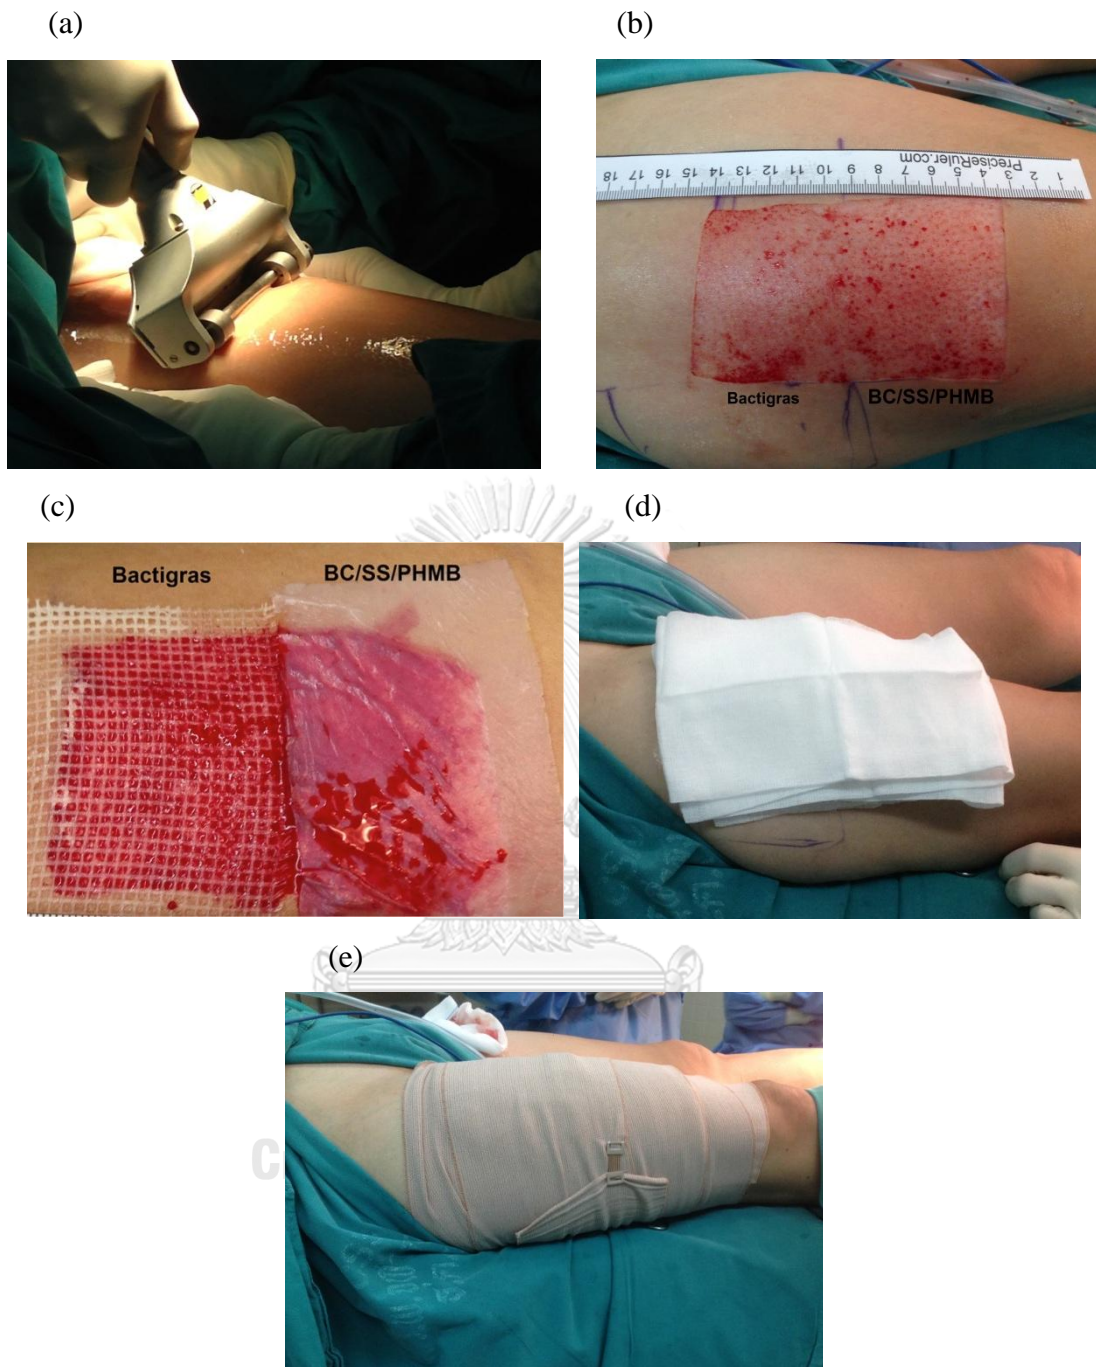 (a)
(b)
PreciseRuler.com
1 2 3 4 5 6 7 8 9 10 11 12 13 14 15 16 17 18
Bactigras BC/SS/PHMB
(c)
(d)
Bactigras BC/SS/PHMB
(e)
C